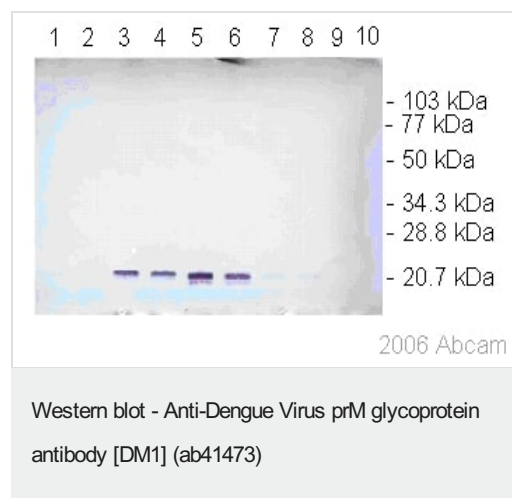 1 2 3 4 5 6 7 8 9 10
- 103 kDa
- 77 kDa
- 50 kDa
- 34.3 kDa
- 28.8 kDa
- 20.7 kDa
2006 Abcam
Western blot - Anti-Dengue Virus prM glycoprotein
antibody [DM1] (ab41473)